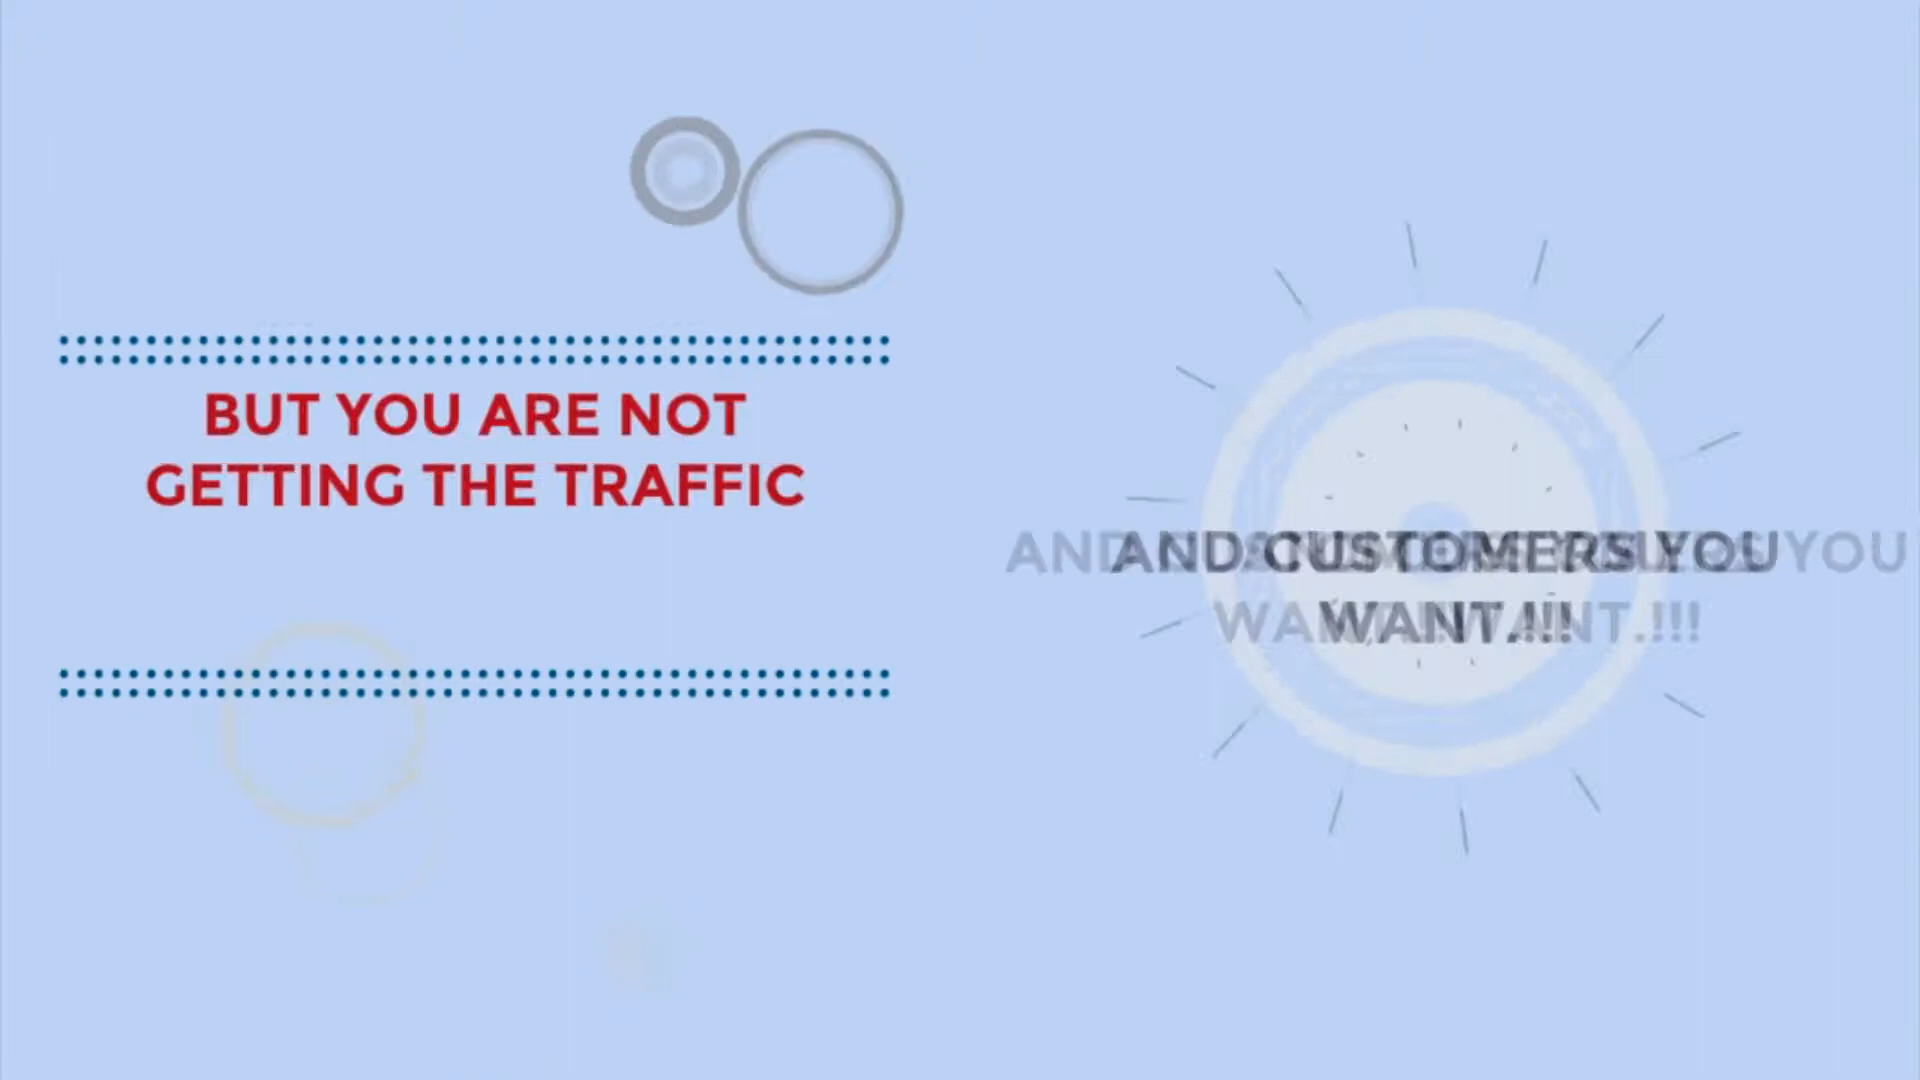 BUT YOU ARE NOT
GETTING THE TRAFFIC
AND CUSTOMERS YOU
WANT.!!!